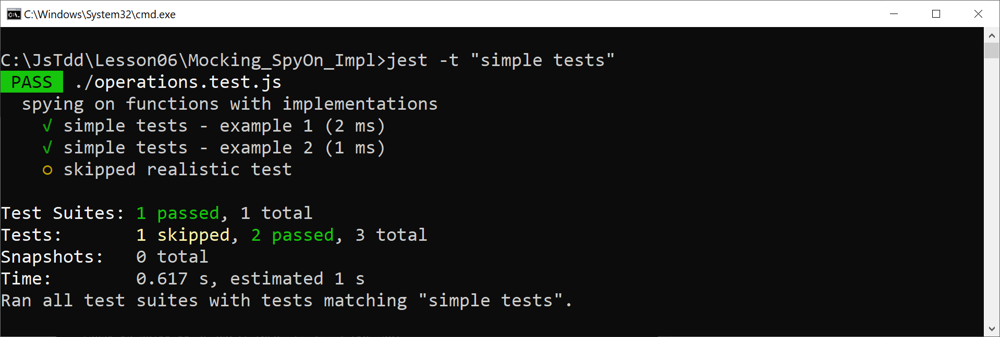 C:\Windows\System32\cmd.exe
C:\JsTdd\Lesson06\Mocking_SpyOn_Impl>jest -t "simple tests"
PASS ./operations.test.js
spying on functions with implementations
√ simple tests - example 1 (2 ms)
√ simple tests - example 2 (1 ms)
○ skipped realistic test
Test Suites: 1 passed, 1 total
Tests: 1 skipped, 2 passed, 3 total
Snapshots: 0 total
Time: 0.617 s, estimated 1 s
Ran all test suites with tests matching "simple tests".